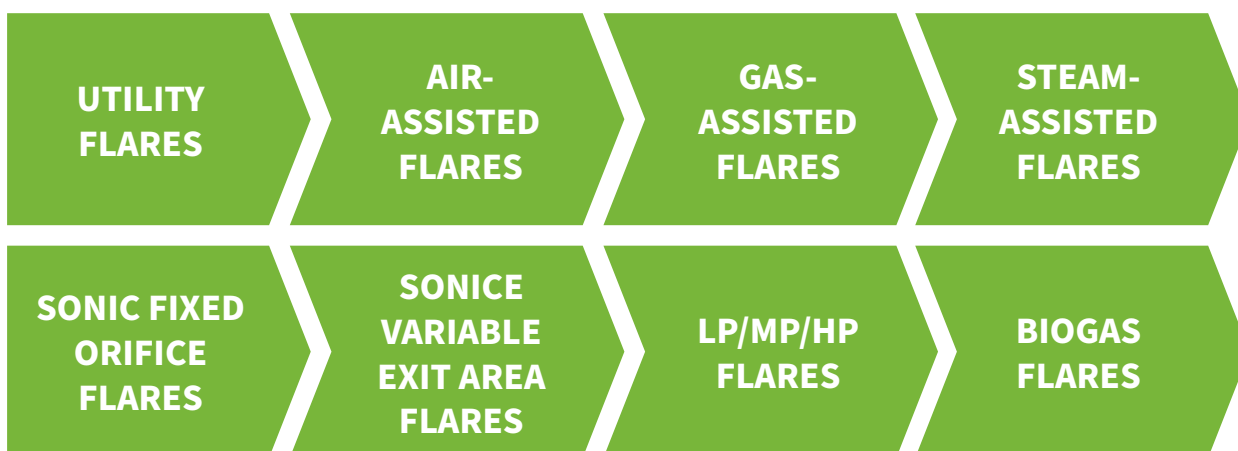 UTILITY
FLARES
AIR-
ASSISTED
FLARES
GAS-
ASSISTED
FLARES
STEAM-
ASSISTED
FLARES
SONIC FIXED
ORIFICE
FLARES
SONICE
VARIABLE
EXIT AREA
FLARES
LP/MP/HP
FLARES
BIOGAS
FLARES